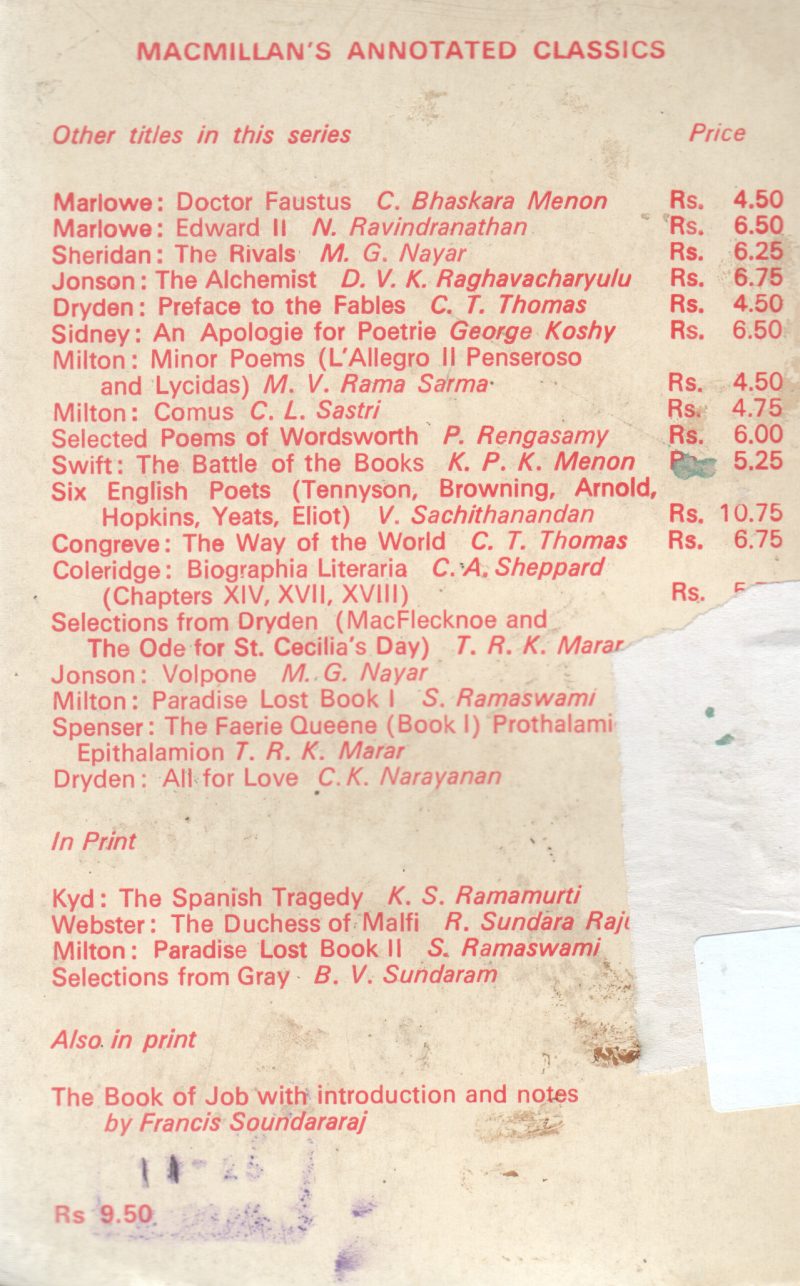 MACMILLAN'S ANNOTATED CLASSICS
Other titles in this series Price
Marlowe: Doctor Faustus C. Bhaskara Menon Rs. 4.50
Marlowe: Edward II N. Ravindranathan Rs. 6.50
Sheridan: The Rivals M. G. Nayar Rs. 6.25
Jonson: The Alchemist D. V. K. Raghavacharyulu Rs. 6.75
Dryden: Preface to the Fables C. T. Thomas Rs. 4.50
Sidney: An Apologie for Poetrie George Koshy Rs. 6.50
Milton: Minor Poems (L'Allegro Il Penseroso
and Lycidas) M. V. Rama Sarma Rs. 4.50
Milton: Comus C. L. Sastri Rs. 4.75
Selected Poems of Wordsworth P. Rengasamy Rs. 6.00
Swift: The Battle of the Books K. P. K. Menon 5.25
Six English Poets (Tennyson, Browning, Arnold,
Hopkins, Yeats, Eliot) V. Sachithanandan Rs. 10.75
Congreve: The Way of the World C. T. Thomas Rs. 6.75
Coleridge: Biographia Literaria C. A. Sheppard
(Chapters XIV, XVII, XVIII) Rs.
Selections from Dryden (MacFlecknoe and
The Ode for St. Cecilia's Day) T. R. K. Marar
Jonson: Volpone M. G. Nayar
Milton: Paradise Lost Book I S. Ramaswami
Spenser: The Faerie Queene (Book I) Prothalami
Epithalamion T. R. K. Marar
Dryden: All for Love C. K. Narayanan
In Print
Kyd: The Spanish Tragedy K. S. Ramamurti
Webster: The Duchess of Malfi R. Sundara Raju
Milton: Paradise Lost Book II S. Ramaswami
Selections from Gray B. V. Sundaram
Also in print
The Book of Job with introduction and notes
by Francis Soundararaj
Rs 9.50